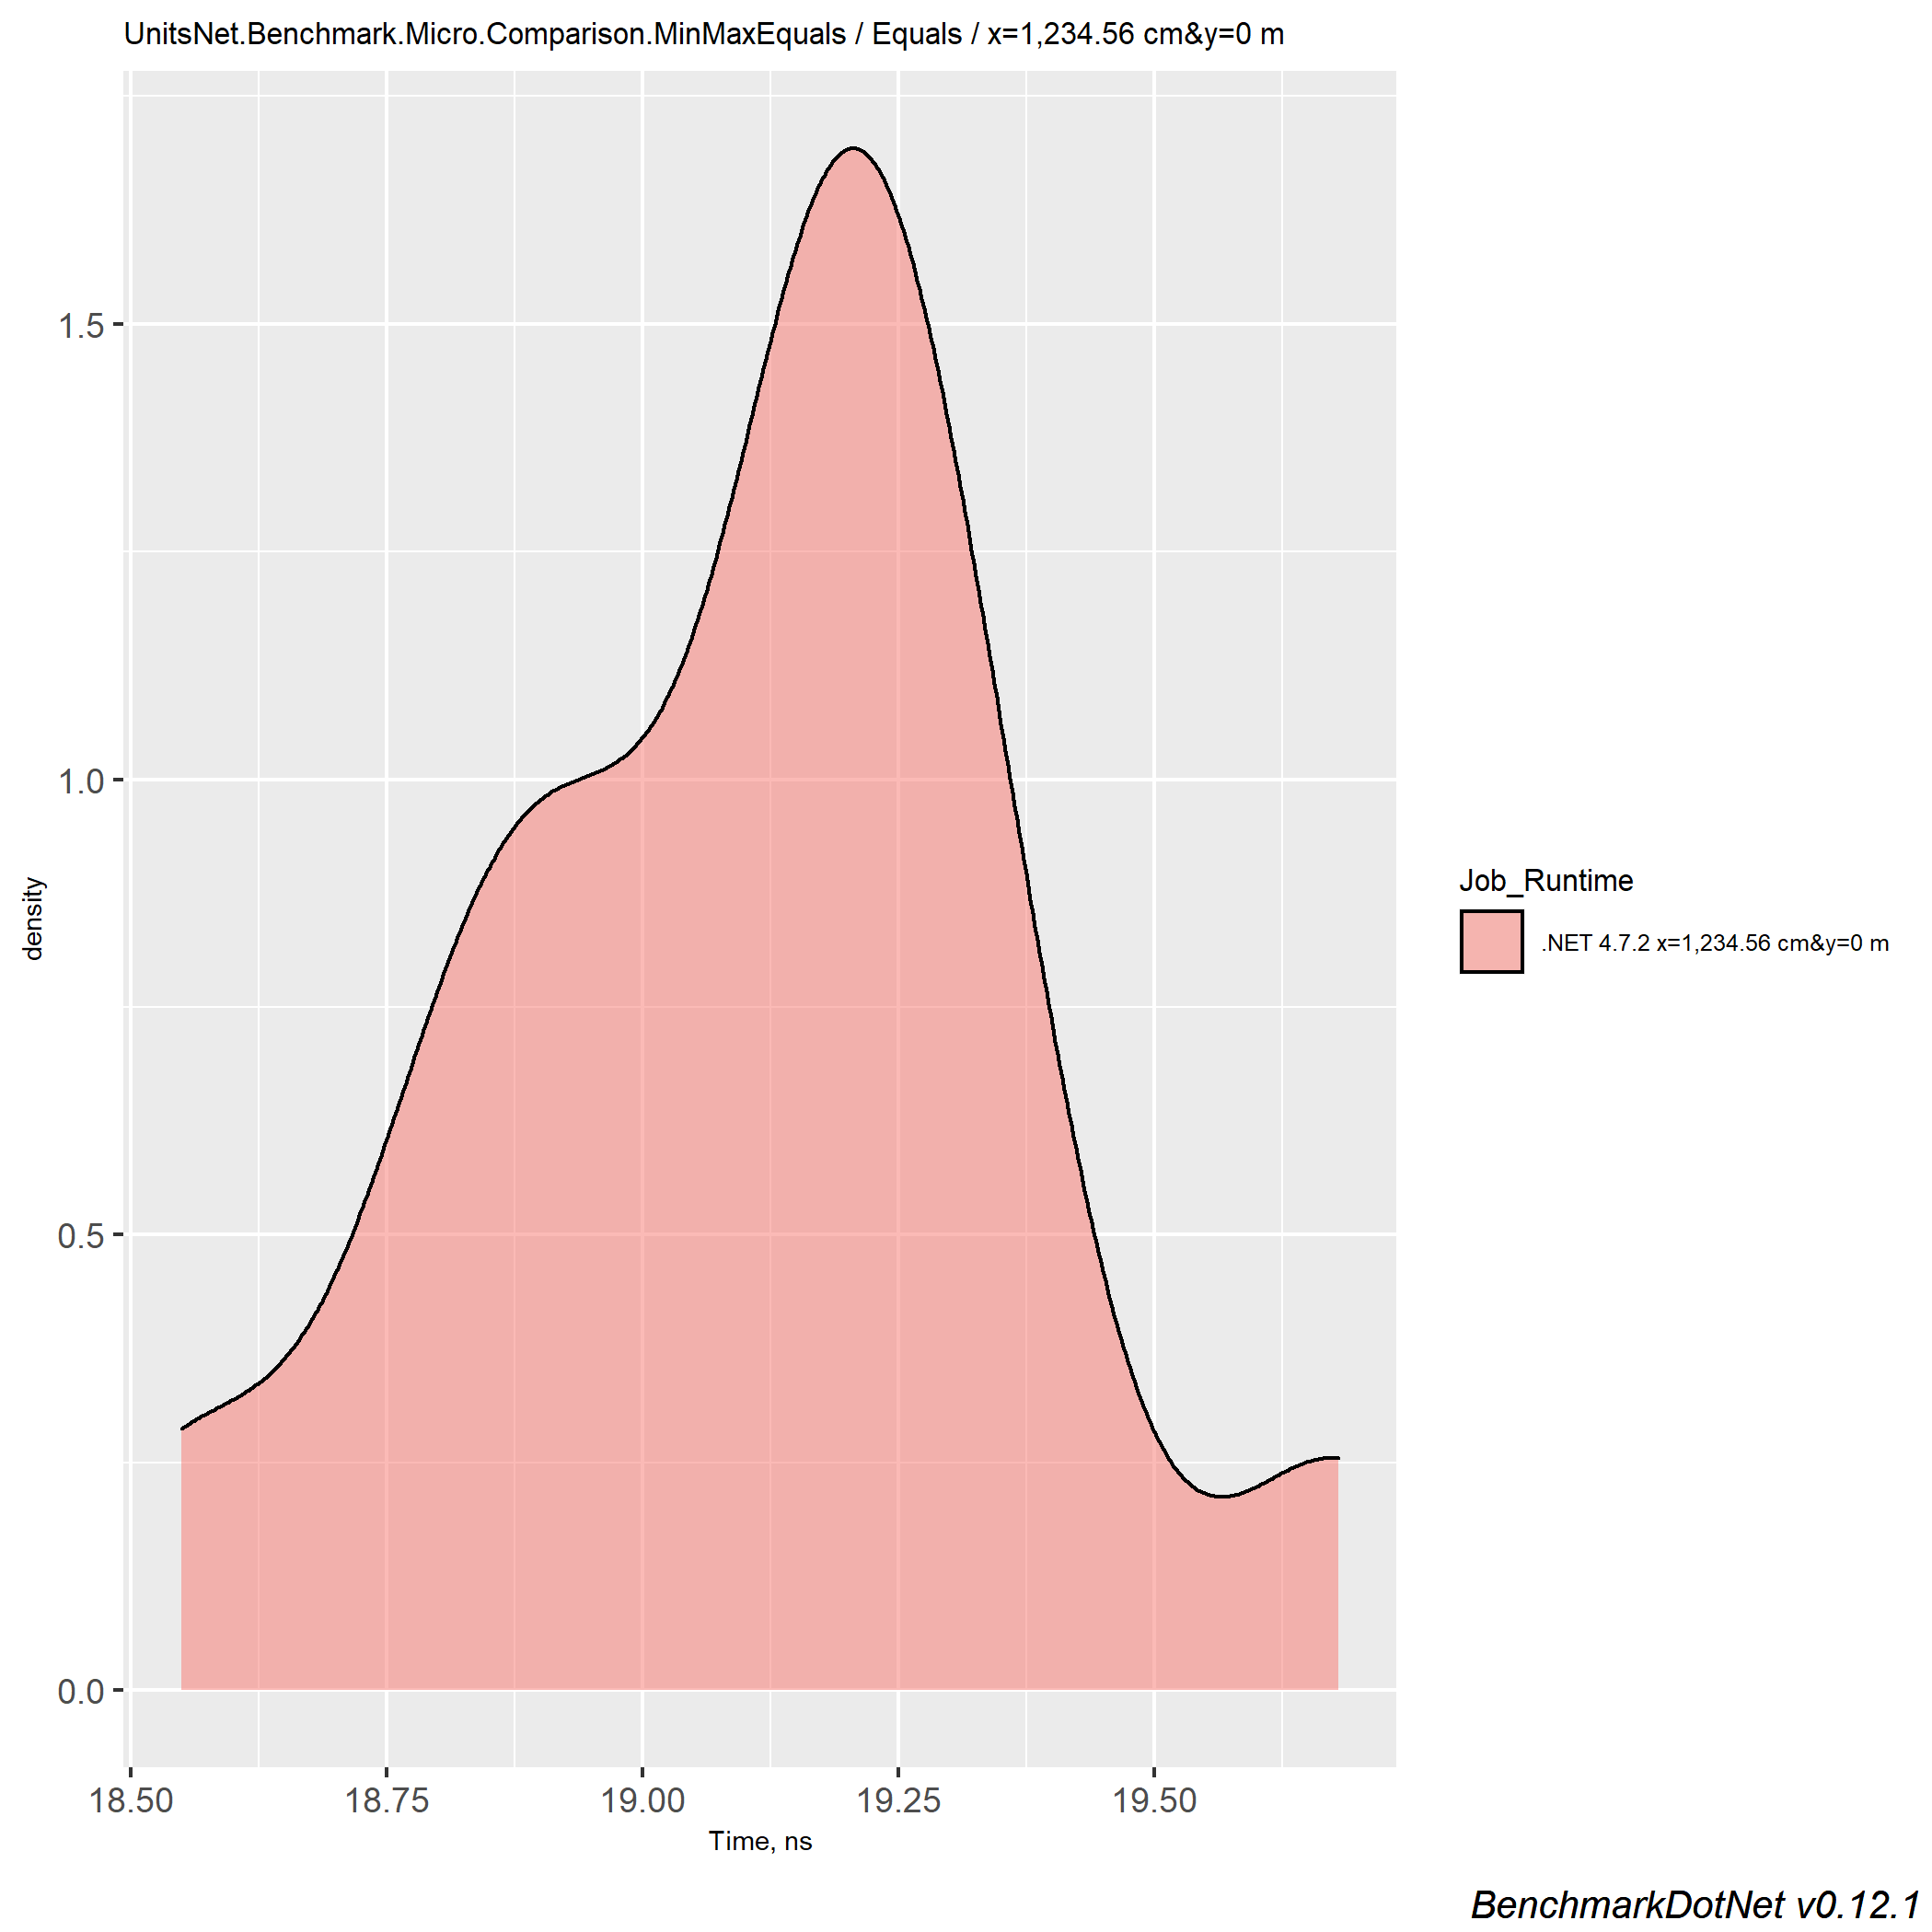 UnitsNet.Benchmark.Micro.Comparison.MinMaxEquals / Equals / x=1,234.56 cm&y=0 m
1.5
1.0
0.5
0.0
density
18.50 18.75 19.00 19.25 19.50
Time, ns
Job_Runtime
.NET 4.7.2 x=1,234.56 cm&y=0 m
BenchmarkDotNet v0.12.1